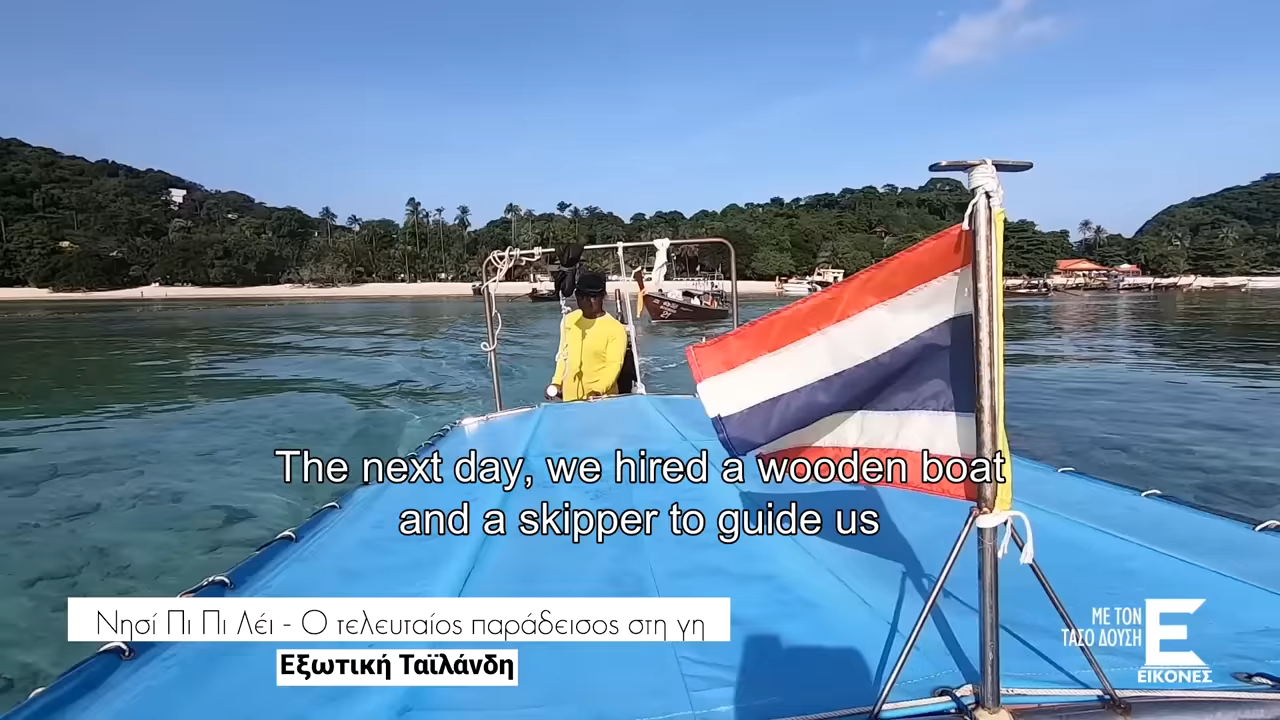 The next day, we hired a wooden boat
and a skipper to guide us
Νησί Πι Πι Λέι - Ο τελευταίος παράδεισος στη γη
Εξωτική Ταϊλάνδη
ΜΕ ΤΟΝ
ΤΑΣΟ ΔΟΥΣΗ
Ε
ΕΙΚΟΝΕΣ